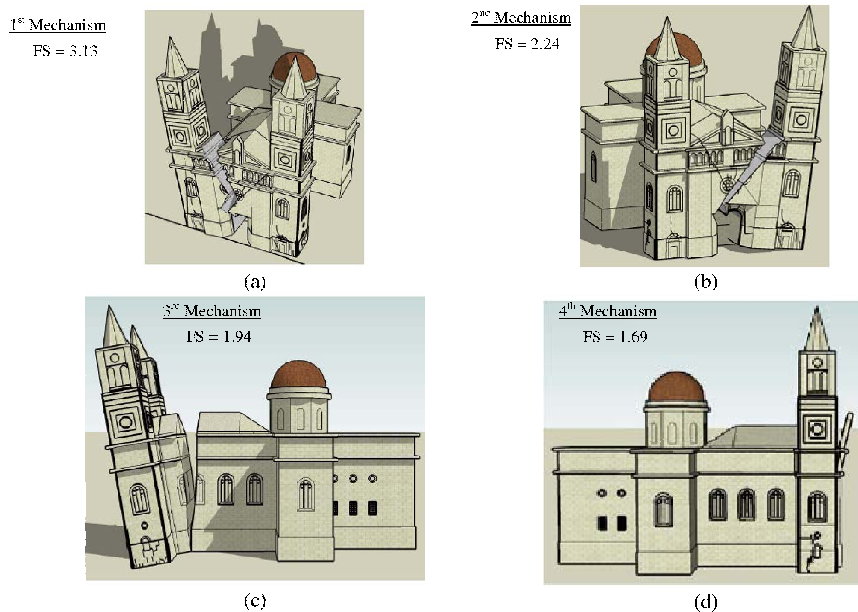 1st Mechanism
FS = 3.13
2nd Mechanism
FS = 2.24
(a)
(b)
3rd Mechanism
FS = 1.94
4th Mechanism
FS = 1.69
(c)
(d)